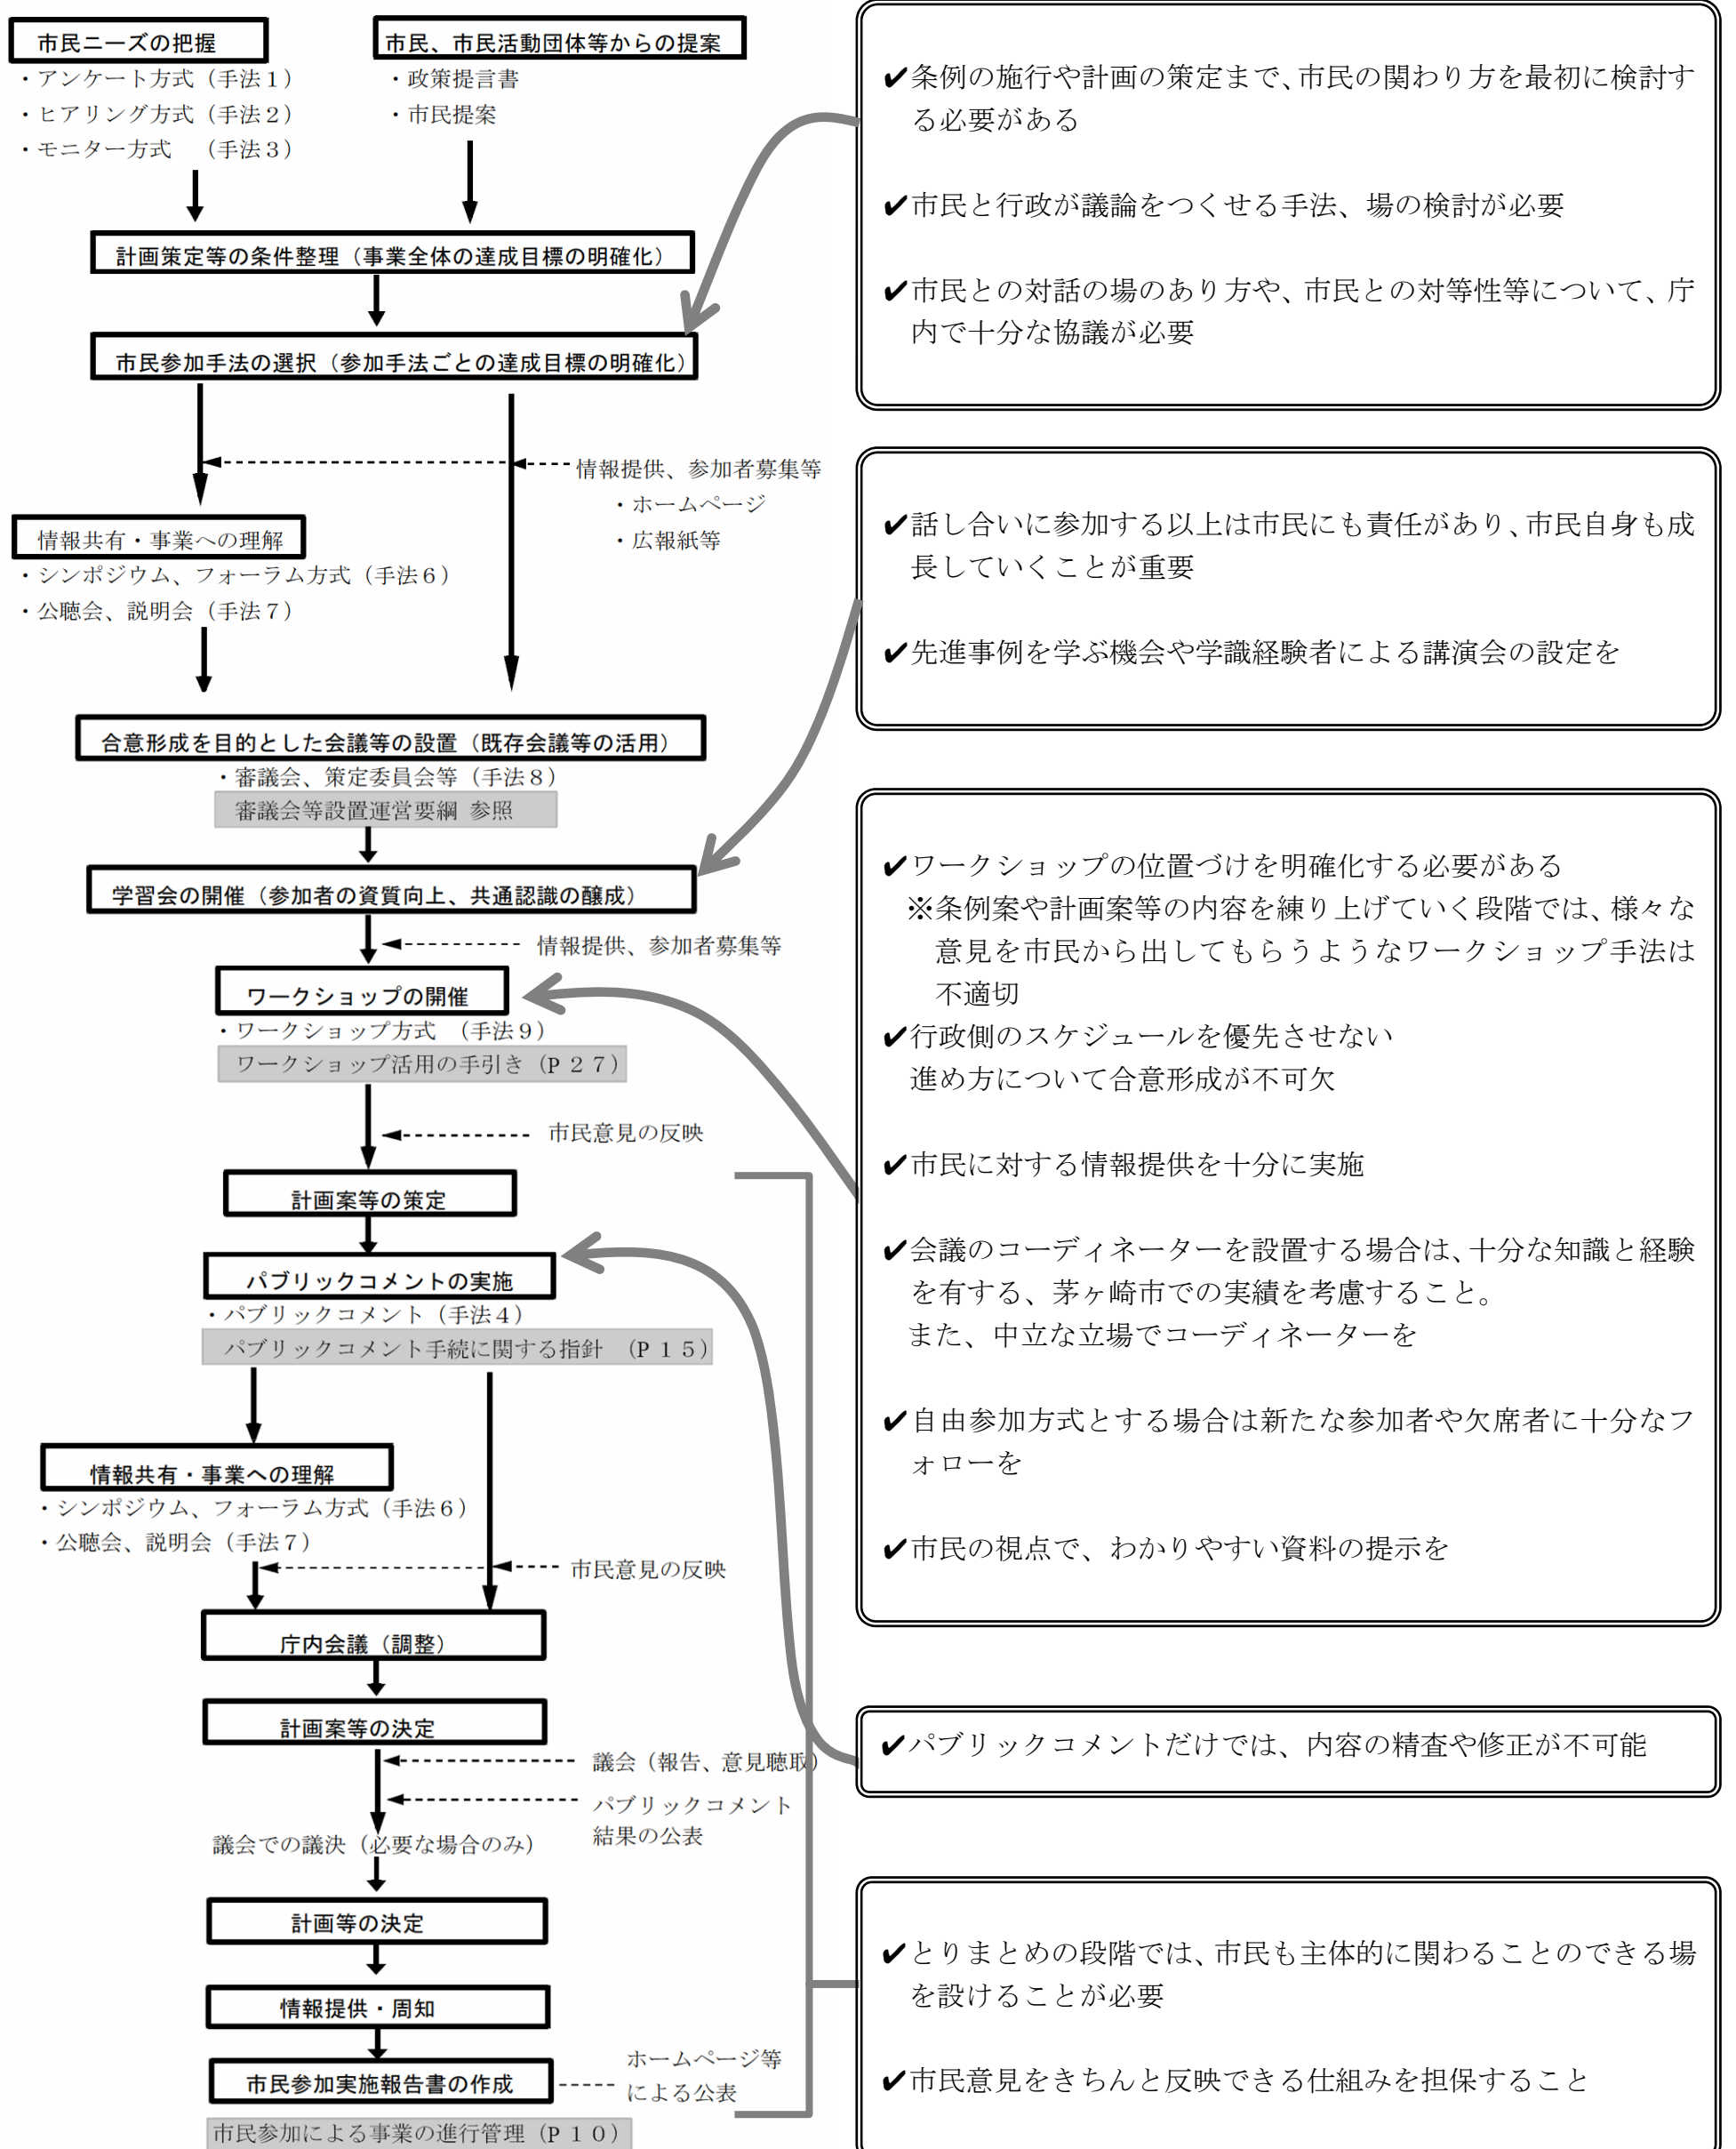 市民ニーズの把握
・アンケート方式（手法１）
・ヒアリング方式（手法２）
・モニター方式　（手法３）
市民、市民活動団体等からの提案
・政策提言書
・市民提案
計画策定等の条件整理（事業全体の達成目標の明確化）
市民参加手法の選択（参加手法ごとの達成目標の明確化）
情報提供、参加者募集等
・ホームページ
・広報紙等
情報共有・事業への理解
・シンポジウム、フォーラム方式（手法６）
・公聴会、説明会（手法７）
合意形成を目的とした会議等の設置（既存会議等の活用）
・審議会、策定委員会等（手法８）
審議会等設置運営要綱 参照
学習会の開催（参加者の資質向上、共通認識の醸成）
情報提供、参加者募集等
ワークショップの開催
・ワークショップ方式　（手法９）
ワークショップ活用の手引き（P２７）
市民意見の反映
計画案等の策定
パブリックコメントの実施
・パブリックコメント（手法４）
パブリックコメント手続に関する指針　（P１５）
情報共有・事業への理解
・シンポジウム、フォーラム方式（手法６）
・公聴会、説明会（手法７）
市民意見の反映
庁内会議（調整）
計画案等の決定
議会（報告、意見聴取）
パブリックコメント
結果の公表
議会での議決（必要な場合のみ）
計画等の決定
情報提供・周知
市民参加実施報告書の作成
ホームページ等
による公表
市民参加による事業の進行管理（P１０）
✔条例の施行や計画の策定まで、市民の関わり方を最初に検討す
る必要がある
✔市民と行政が議論をつくせる手法、場の検討が必要
✔市民との対話の場のあり方や、市民との対等性等について、庁
内で十分な協議が必要
✔話し合いに参加する以上は市民にも責任があり、市民自身も成
長していくことが重要
✔先進事例を学ぶ機会や学識経験者による講演会の設定を
✔ワークショップの位置づけを明確化する必要がある
※条例案や計画案等の内容を練り上げていく段階では、様々な
意見を市民から出してもらうようなワークショップ手法は
不適切
✔行政側のスケジュールを優先させない
進め方について合意形成が不可欠
✔市民に対する情報提供を十分に実施
✔会議のコーディネーターを設置する場合は、十分な知識と経験
を有する、茅ヶ崎市での実績を考慮すること。
また、中立な立場でコーディネーターを
✔自由参加方式とする場合は新たな参加者や欠席者に十分なフ
ォローを
✔市民の視点で、わかりやすい資料の提示を
✔パブリックコメントだけでは、内容の精査や修正が不可能
✔とりまとめの段階では、市民も主体的に関わることのできる場
を設けることが必要
✔市民意見をきちんと反映できる仕組みを担保すること